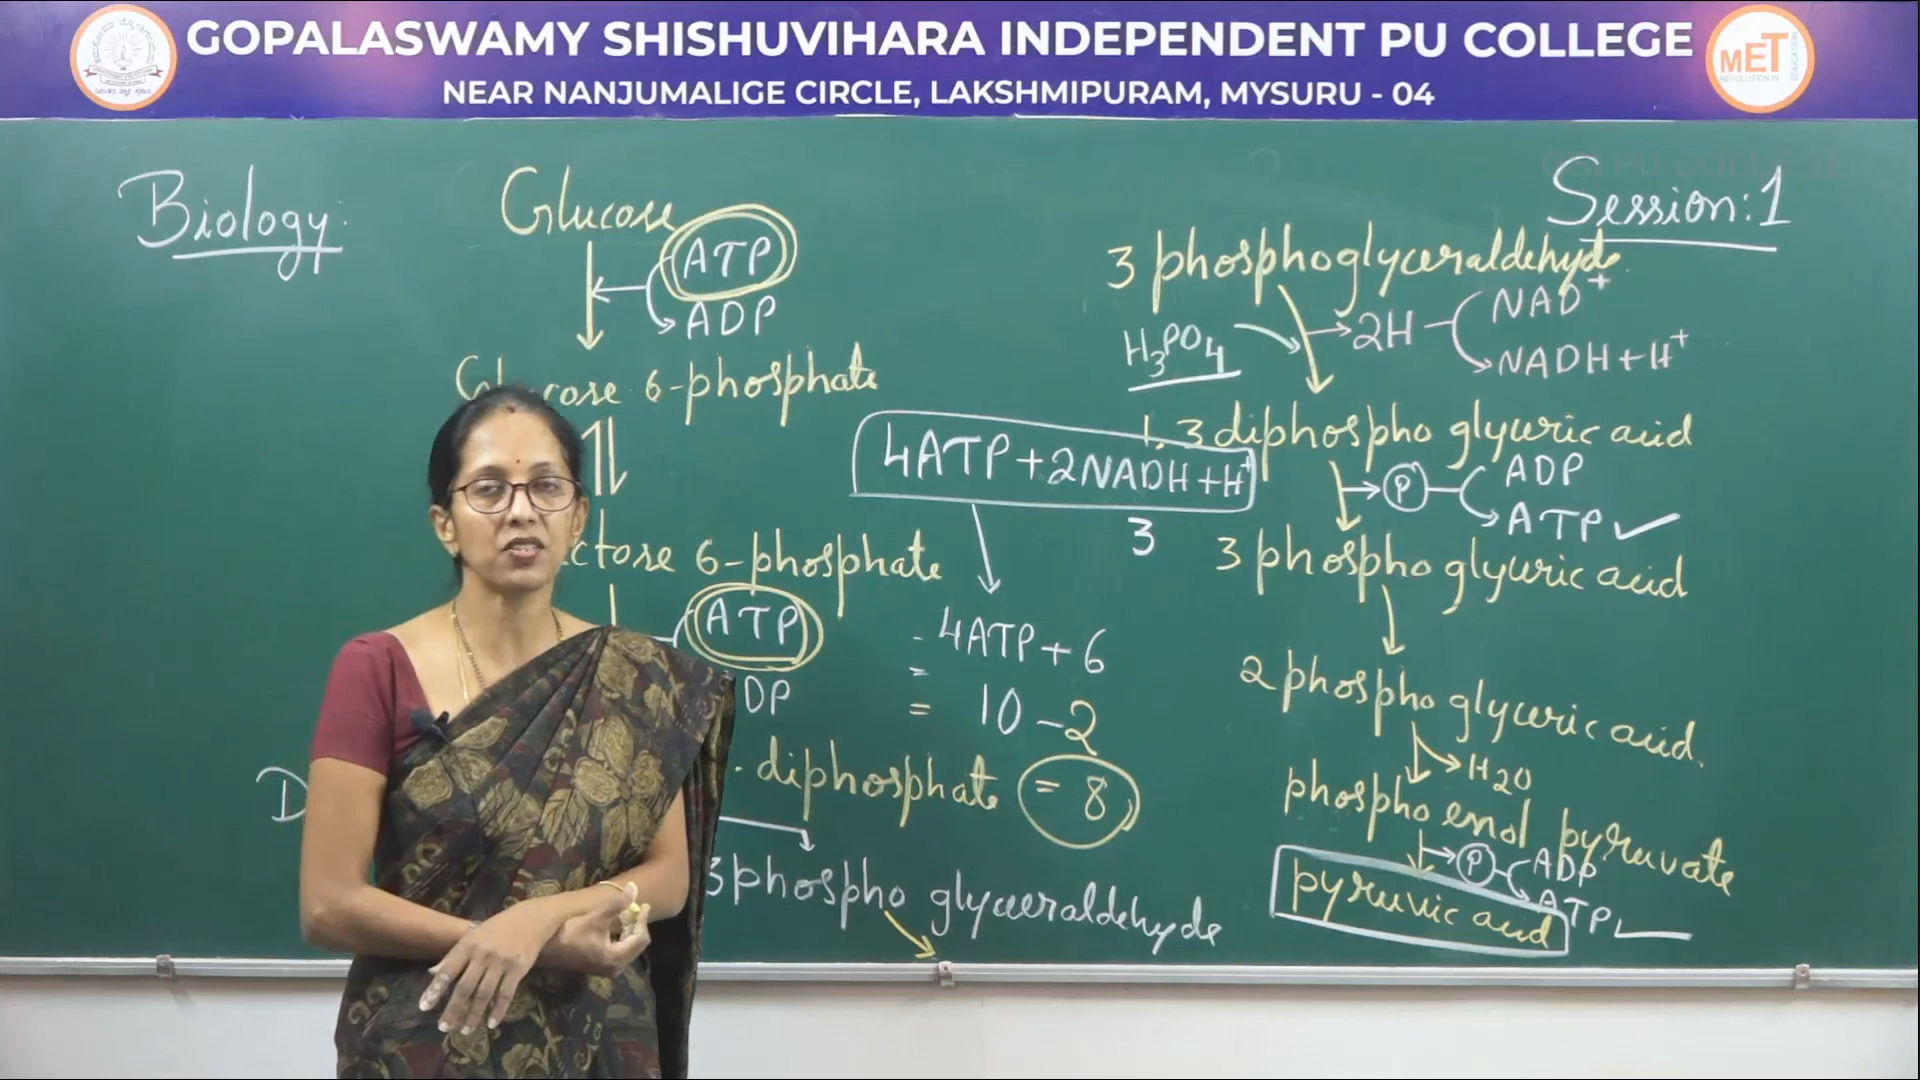 GOPALASWAMY SHISHUVIHARA INDEPENDENT PU COLLEGE
NEAR NANJUMALIGE CIRCLE, LAKSHMIPURAM, MYSURU - 04
MET
Biology:
Session:1
Glucose
ATP
ADP
Glucose 6-phosphate
ctose 6-phosphate
ATP
DP
. diphosphate
D
3 phospho glyceraldehyde
4ATP+2NADH+H+
3
- 4ATP+6
=
= 10-2
= 8
3 phosphoglyceraldehyde
H3PO4
2H
NAD+
NADH+H+
1, 3 diphospho glyceric acid
P
ADP
ATP ✓
3 phospho glyceric acid
2 phospho glyceric acid.
H2O
phospho enol pyruvate
P
ADP
ATP
pyruvic acid